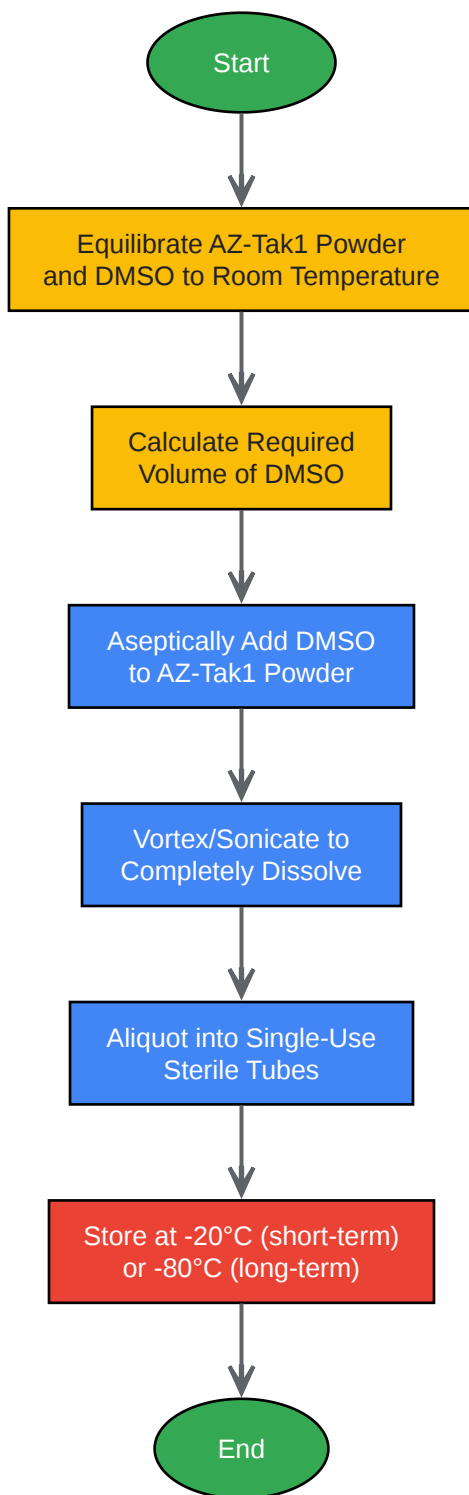 Start
Equilibrate AZ-Tak1 Powder
and DMSO to Room Temperature
Calculate Required
Volume of DMSO
Aseptically Add DMSO
to AZ-Tak1 Powder
Vortex/Sonicate to
Completely Dissolve
Aliquot into Single-Use
Sterile Tubes
Store at -20°C (short-term)
or -80°C (long-term)
End